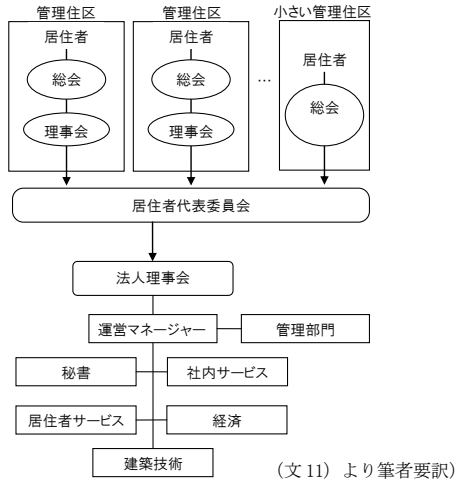 管理住区 管理住区 小さい管理住区
居住者 居住者 居住者
総会 総会 … 総会
理事会 理事会
居住者代表委員会
法人理事会
運営マネージャー 管理部門
秘書 社内サービス
居住者サービス 経済
建築技術
（文 11）より筆者要訳）